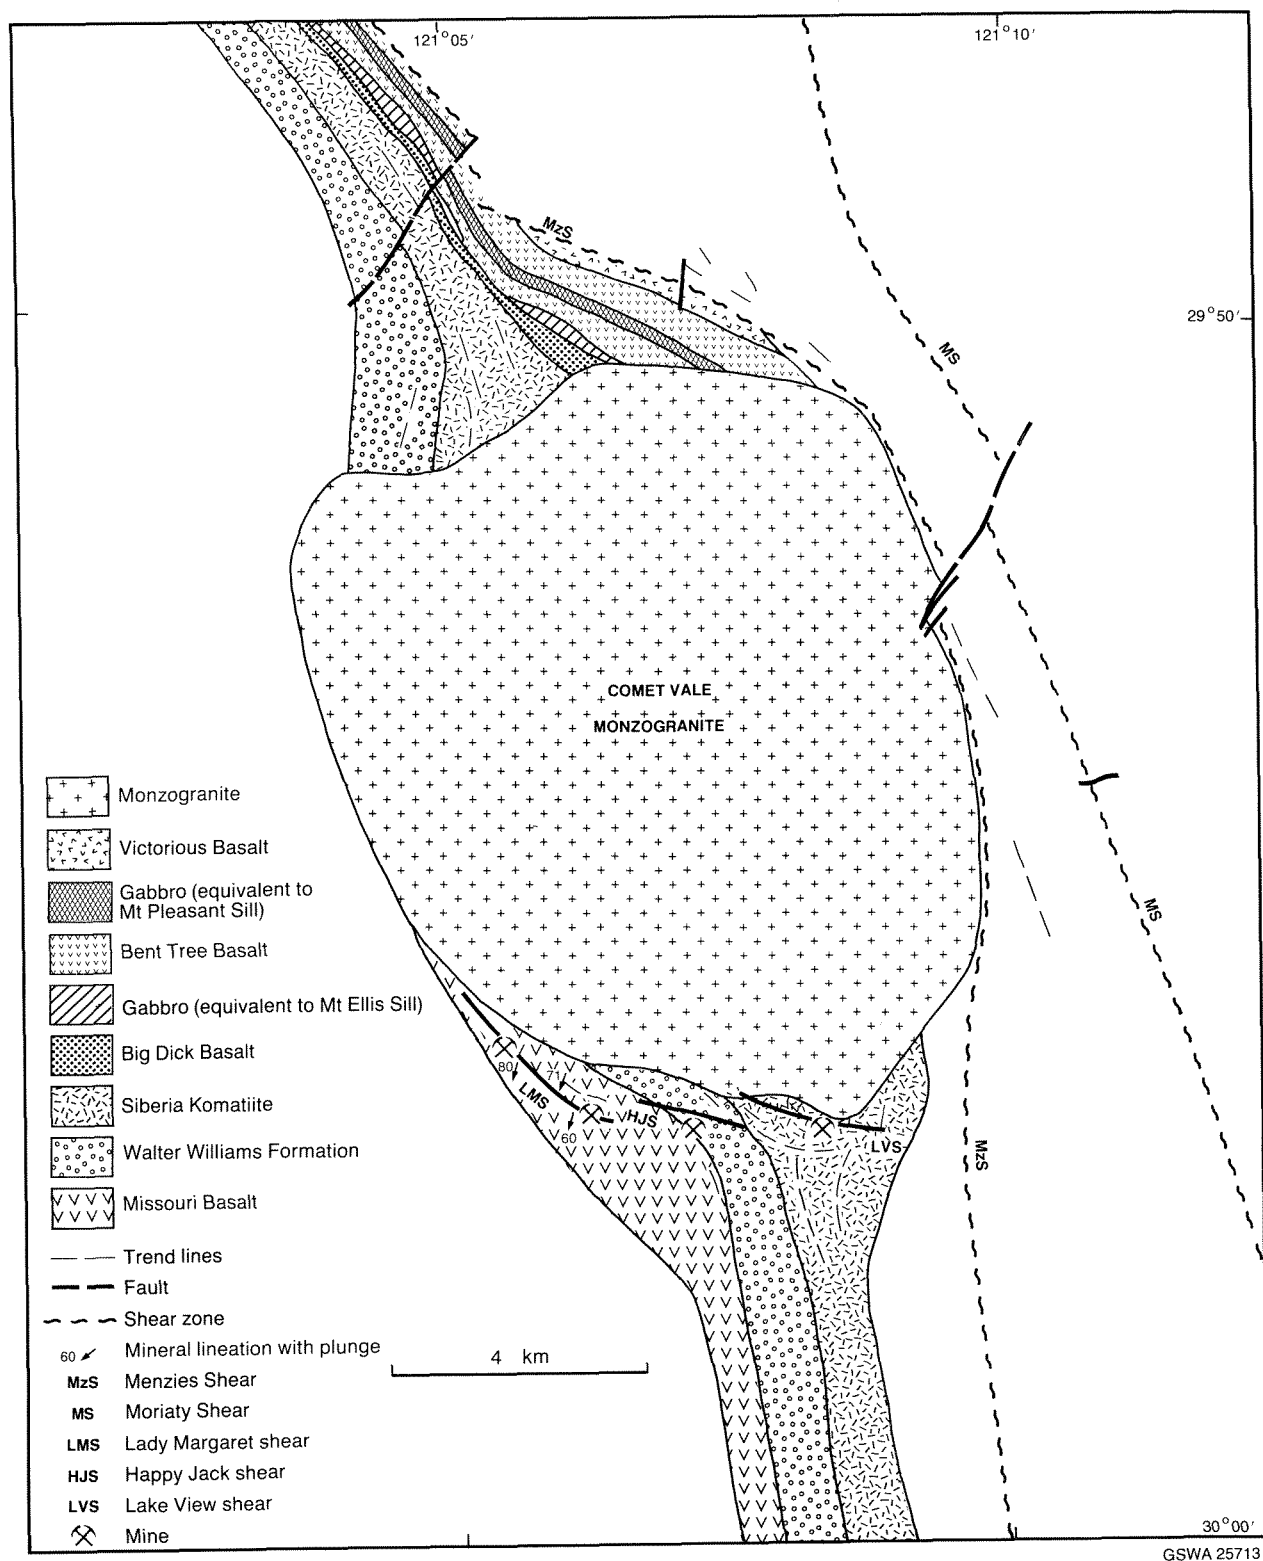 121°05′
121°10′
MzS
29°50′
MS
COMET VALE
MONZOGRANITE
Monzogranite
Victorious Basalt
Gabbro (equivalent to
Mt Pleasant Sill)
MS
Bent Tree Basalt
Gabbro (equivalent to Mt Ellis Sill)
Big Dick Basalt
80
71
LMS
Siberia Komatiite
HJS
60
LVS
Walter Williams Formation
MzS
Missouri Basalt
Trend lines
Fault
Shear zone
60 Mineral lineation with plunge
4 km
MzS Menzies Shear
MS Moriaty Shear
LMS Lady Margaret shear
HJS Happy Jack shear
LVS Lake View shear
Mine
30°00′
GSWA 25713